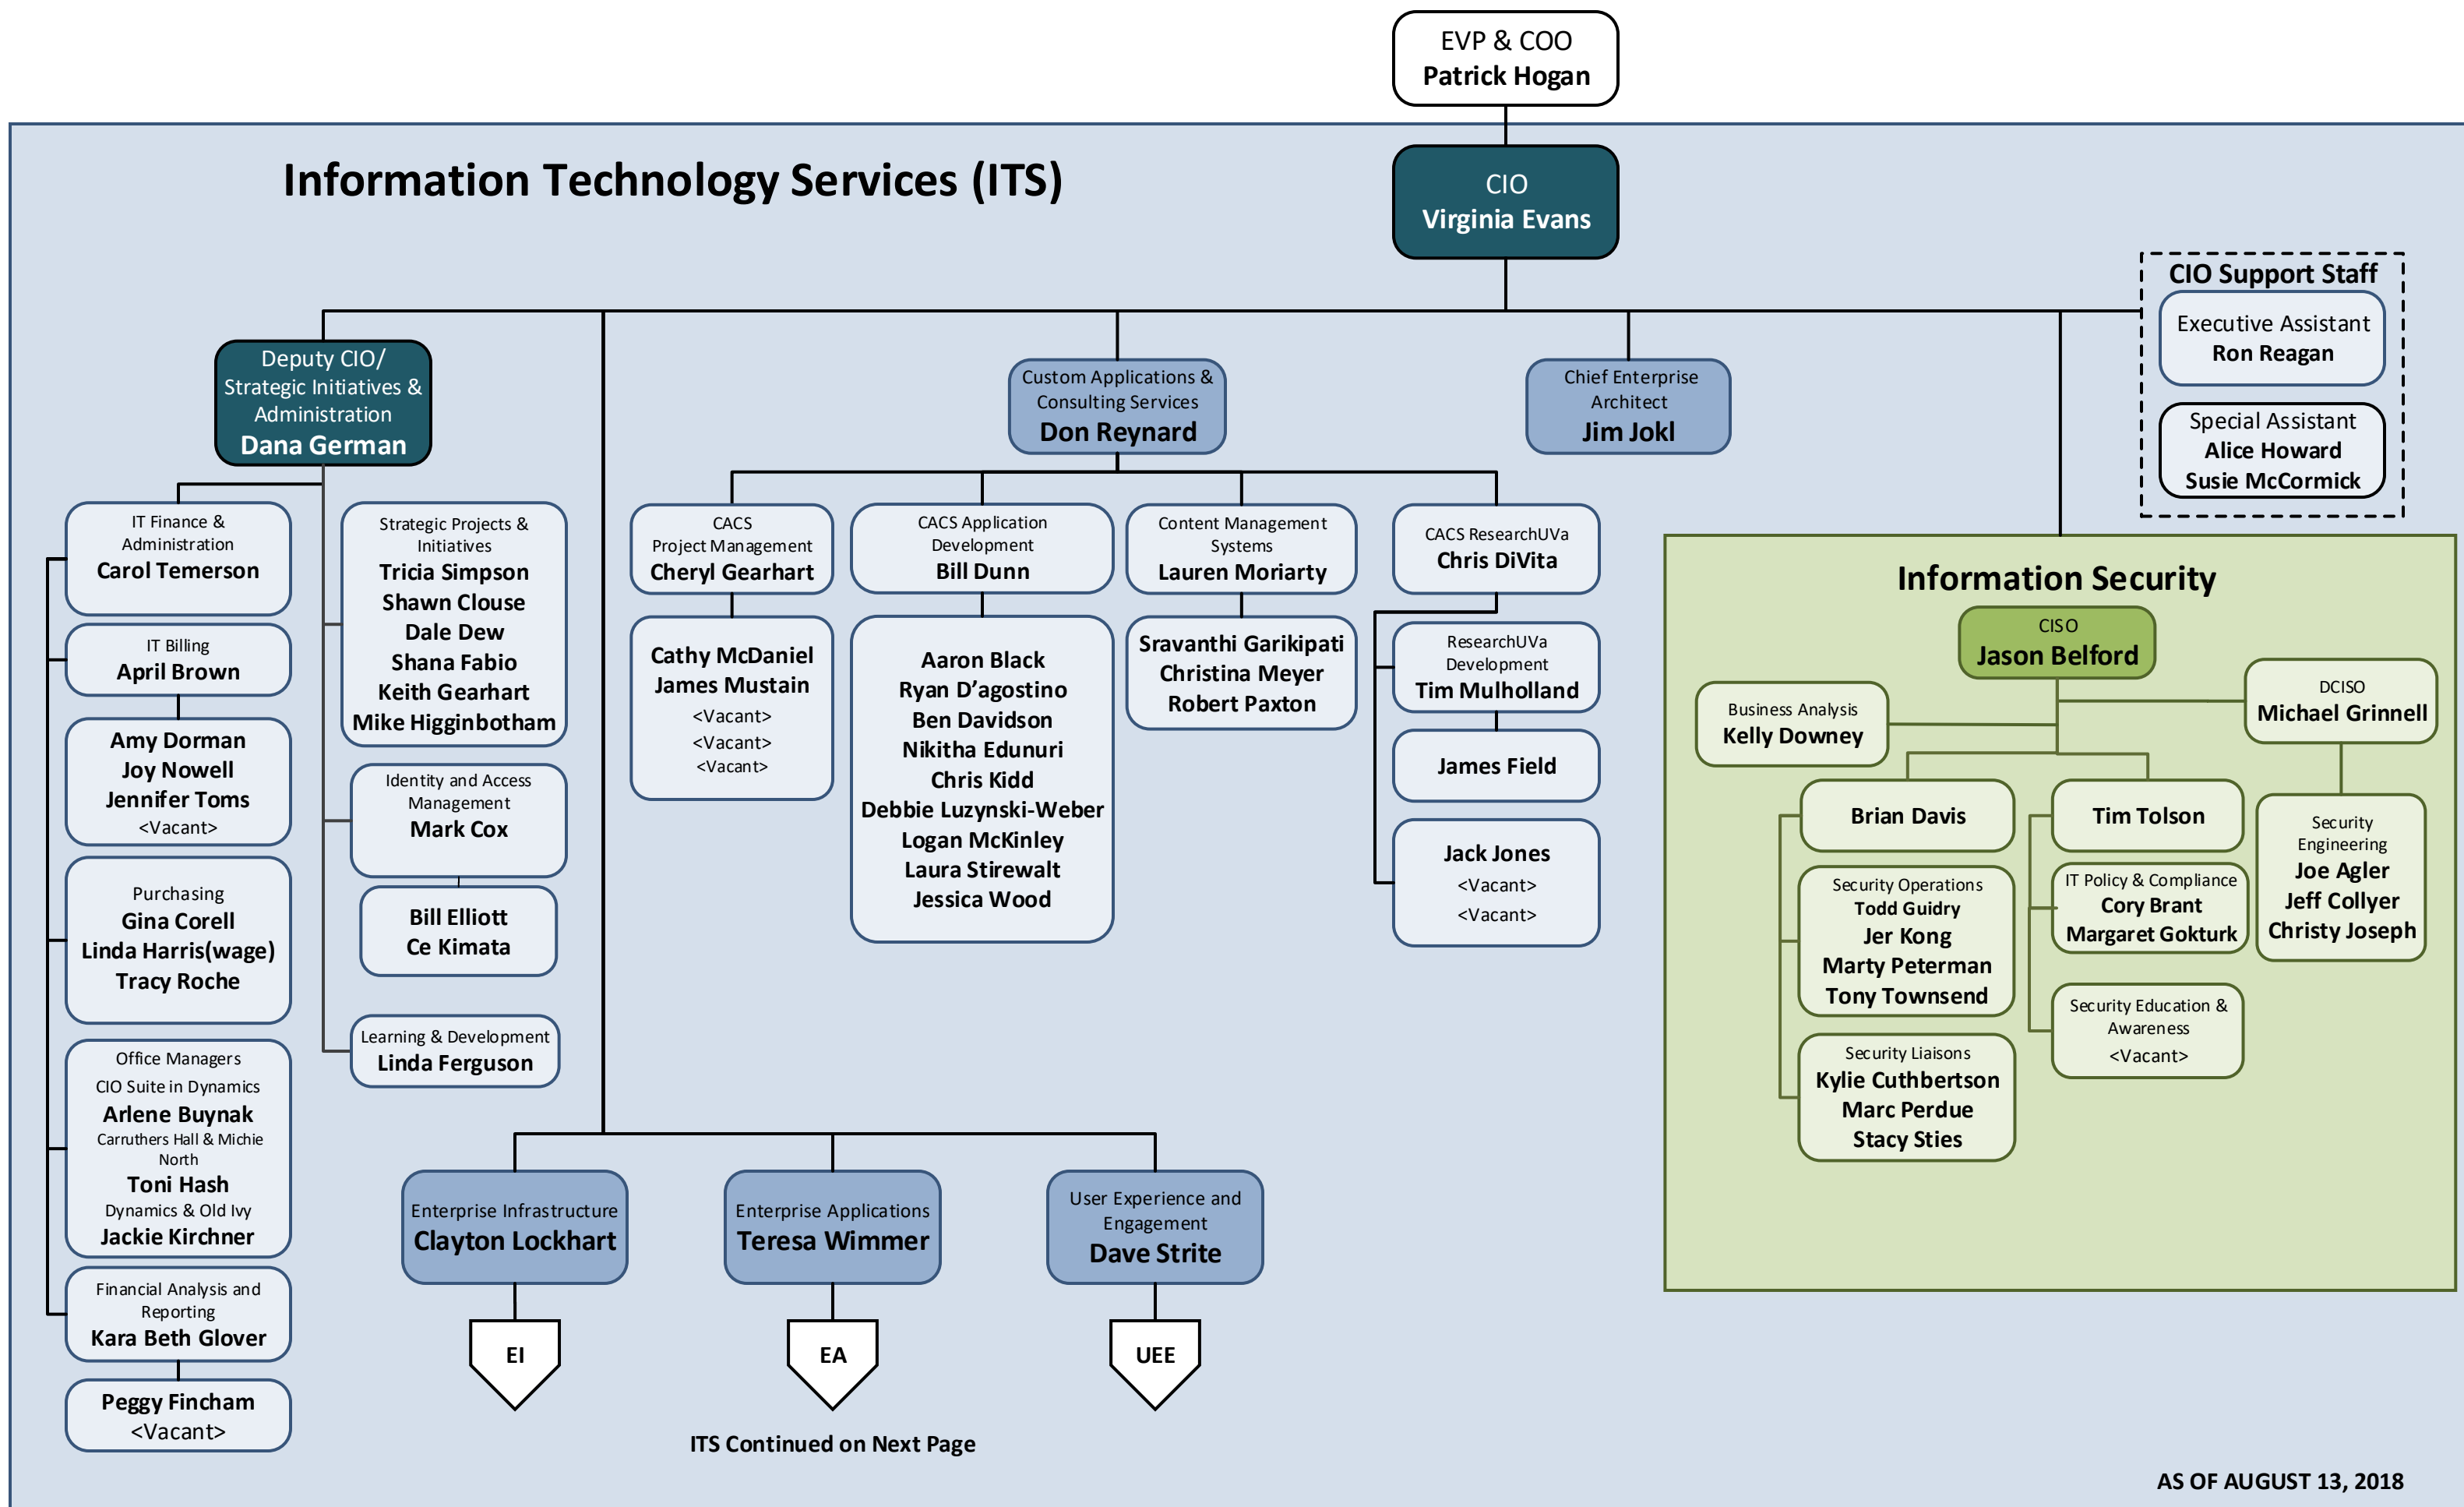 EVP & COO
Patrick Hogan
Information Technology Services (ITS)
CIO
Virginia Evans
CIO Support Staff
Executive Assistant
Ron Reagan
Special Assistant
Alice Howard
Susie McCormick
Deputy CIO/
Strategic Initiatives &
Administration
Dana German
Custom Applications &
Consulting Services
Don Reynard
Chief Enterprise
Architect
Jim Jokl
IT Finance &
Administration
Carol Temerson
IT Billing
April Brown
Amy Dorman
Joy Nowell
Jennifer Toms
<Vacant>
Purchasing
Gina Corell
Linda Harris(wage)
Tracy Roche
Office Managers
CIO Suite in Dynamics
Arlene Buynak
Carruthers Hall & Michie
North
Toni Hash
Dynamics & Old Ivy
Jackie Kirchner
Financial Analysis and
Reporting
Kara Beth Glover
Peggy Fincham
<Vacant>
Strategic Projects &
Initiatives
Tricia Simpson
Shawn Clouse
Dale Dew
Shana Fabio
Keith Gearhart
Mike Higginbotham
Identity and Access
Management
Mark Cox
Bill Elliott
Ce Kimata
Learning & Development
Linda Ferguson
CACS
Project Management
Cheryl Gearhart
Cathy McDaniel
James Mustain
<Vacant>
<Vacant>
<Vacant>
CACS Application
Development
Bill Dunn
Aaron Black
Ryan D’agostino
Ben Davidson
Nikitha Edunuri
Chris Kidd
Debbie Luzynski-Weber
Logan McKinley
Laura Stirewalt
Jessica Wood
Content Management
Systems
Lauren Moriarty
Sravanthi Garikipati
Christina Meyer
Robert Paxton
CACS ResearchUVa
Chris DiVita
ResearchUVa
Development
Tim Mulholland
James Field
Jack Jones
<Vacant>
<Vacant>
Information Security
CISO
Jason Belford
Business Analysis
Kelly Downey
DCISO
Michael Grinnell
Brian Davis
Security Operations
Todd Guidry
Jer Kong
Marty Peterman
Tony Townsend
Security Liaisons
Kylie Cuthbertson
Marc Perdue
Stacy Sties
Tim Tolson
IT Policy & Compliance
Cory Brant
Margaret Gokturk
Security Education &
Awareness
<Vacant>
Security
Engineering
Joe Agler
Jeff Collyer
Christy Joseph
Enterprise Infrastructure
Clayton Lockhart
EI
Enterprise Applications
Teresa Wimmer
EA
User Experience and
Engagement
Dave Strite
UEE
ITS Continued on Next Page
AS OF AUGUST 13, 2018